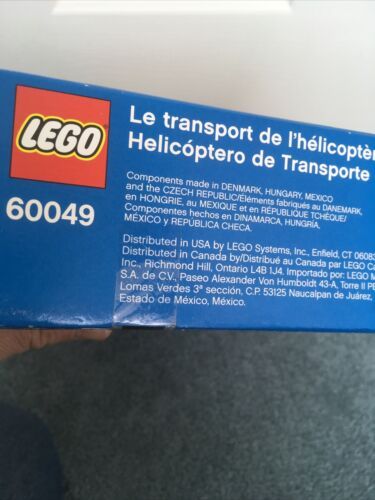 LEGO
60049
Le transport de l'hélicoptè
Helicóptero de Transporte
Components made in DENMARK, HUNGARY, MEXICO
and the CZECH REPUBLIC/Eléments fabriqués au DANEMARK,
en HONGRIE, au MEXIQUE et en RÉPUBLIQUE TCHÈQUE/
Componentes hechos en DINAMARCA, HUNGRÍA,
MÉXICO y REPÚBLICA CHECA.
Distributed in USA by LEGO Systems, Inc., Enfield, CT 0608
Distributed in Canada by/Distribué au Canada par LEGO C
Inc., Richmond Hill, Ontario L4B 1J4. Importado por: LEGO M
S.A. de C.V., Paseo Alexander Von Humboldt 43-A, Torre II P
Lomas Verdes 3ª sección, C.P. 53125 Naucalpan de Juárez,
Estado de México, México.